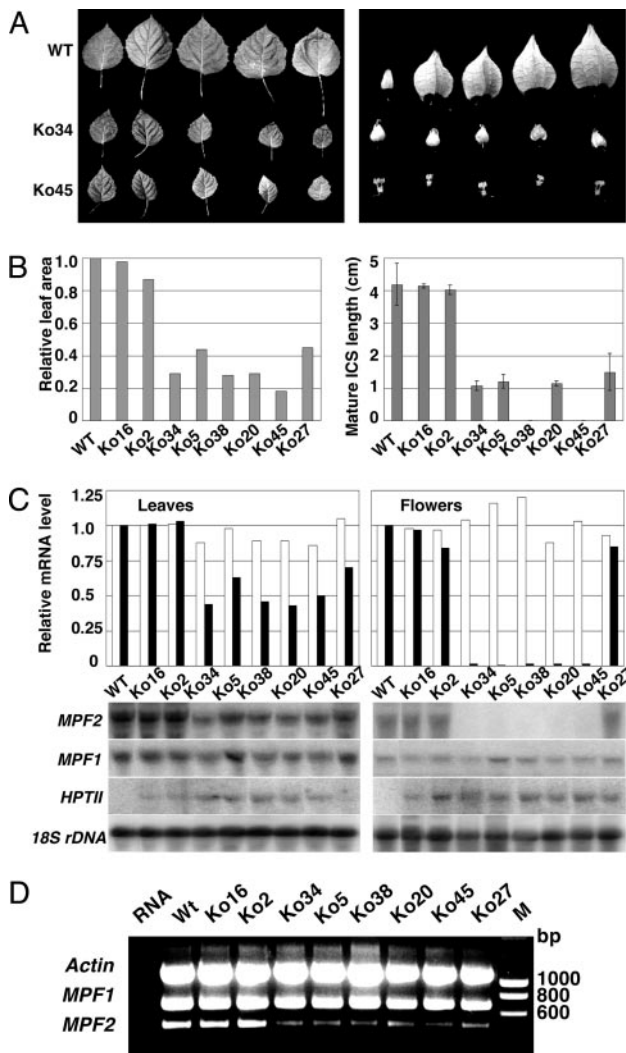 A
WT
Ko34
Ko45
B
Relative leaf area
1.0
0.8
0.6
0.4
0.2
WT Ko16 Ko2 Ko34 Ko5 Ko38 Ko20 Ko45 Ko27
Mature ICS length (cm)
5
4
3
2
1
0
WT Ko16 Ko2 Ko34 Ko5 Ko38 Ko20 Ko45 Ko27
C
Relative mRNA level
1.25
1.0
0.75
0.5
0.25
0
Leaves
WT Ko16 Ko2 Ko34 Ko5 Ko38 Ko20 Ko45 Ko27
Flowers
WT Ko16 Ko2 Ko34 Ko5 Ko38 Ko20 Ko45 Ko27
MPF2
MPF1
HPTII
18S rDNA
D
RNA Wt Ko16 Ko2 Ko34 Ko5 Ko38 Ko20 Ko45 Ko27 M
bp
Actin
1000
MPF1
800
600
MPF2